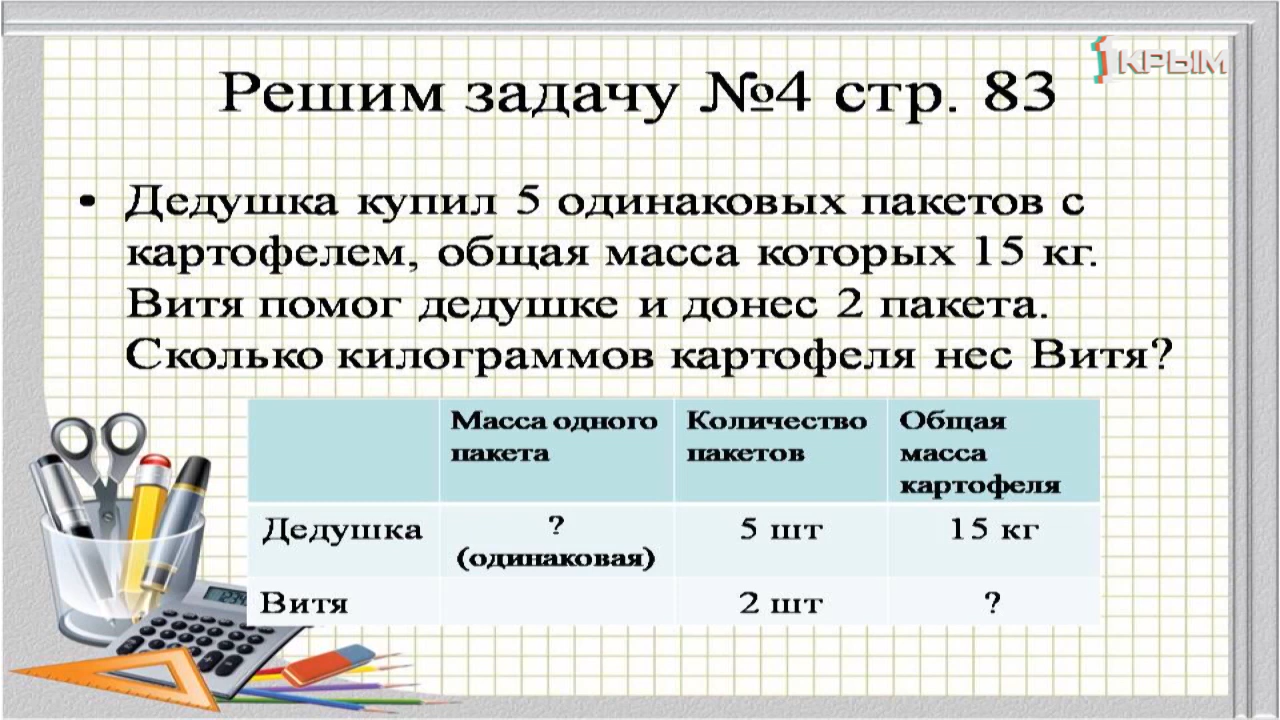 1 КРЫМ
Решим задачу №4 стр. 83
• Дедушка купил 5 одинаковых пакетов с
картофелем, общая масса которых 15 кг.
Витя помог дедушке и донес 2 пакета.
Сколько килограммов картофеля нес Витя?
Масса одного пакета Количество пакетов Общая масса картофеля
Дедушка ? (одинаковая) 5 шт 15 кг
Витя 2 шт ?